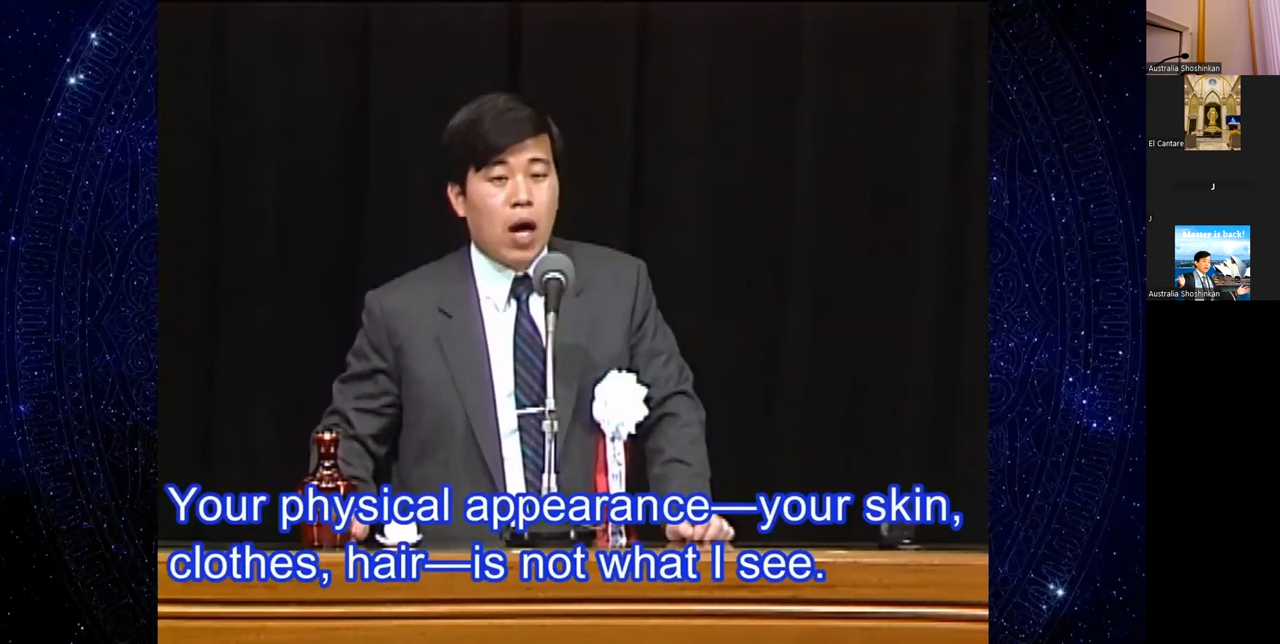 Your physical appearance—your skin,
clothes, hair—is not what I see.
Australia Shoshinkan
El Cantare
J
J
Master is back!
Australia Shoshinkan